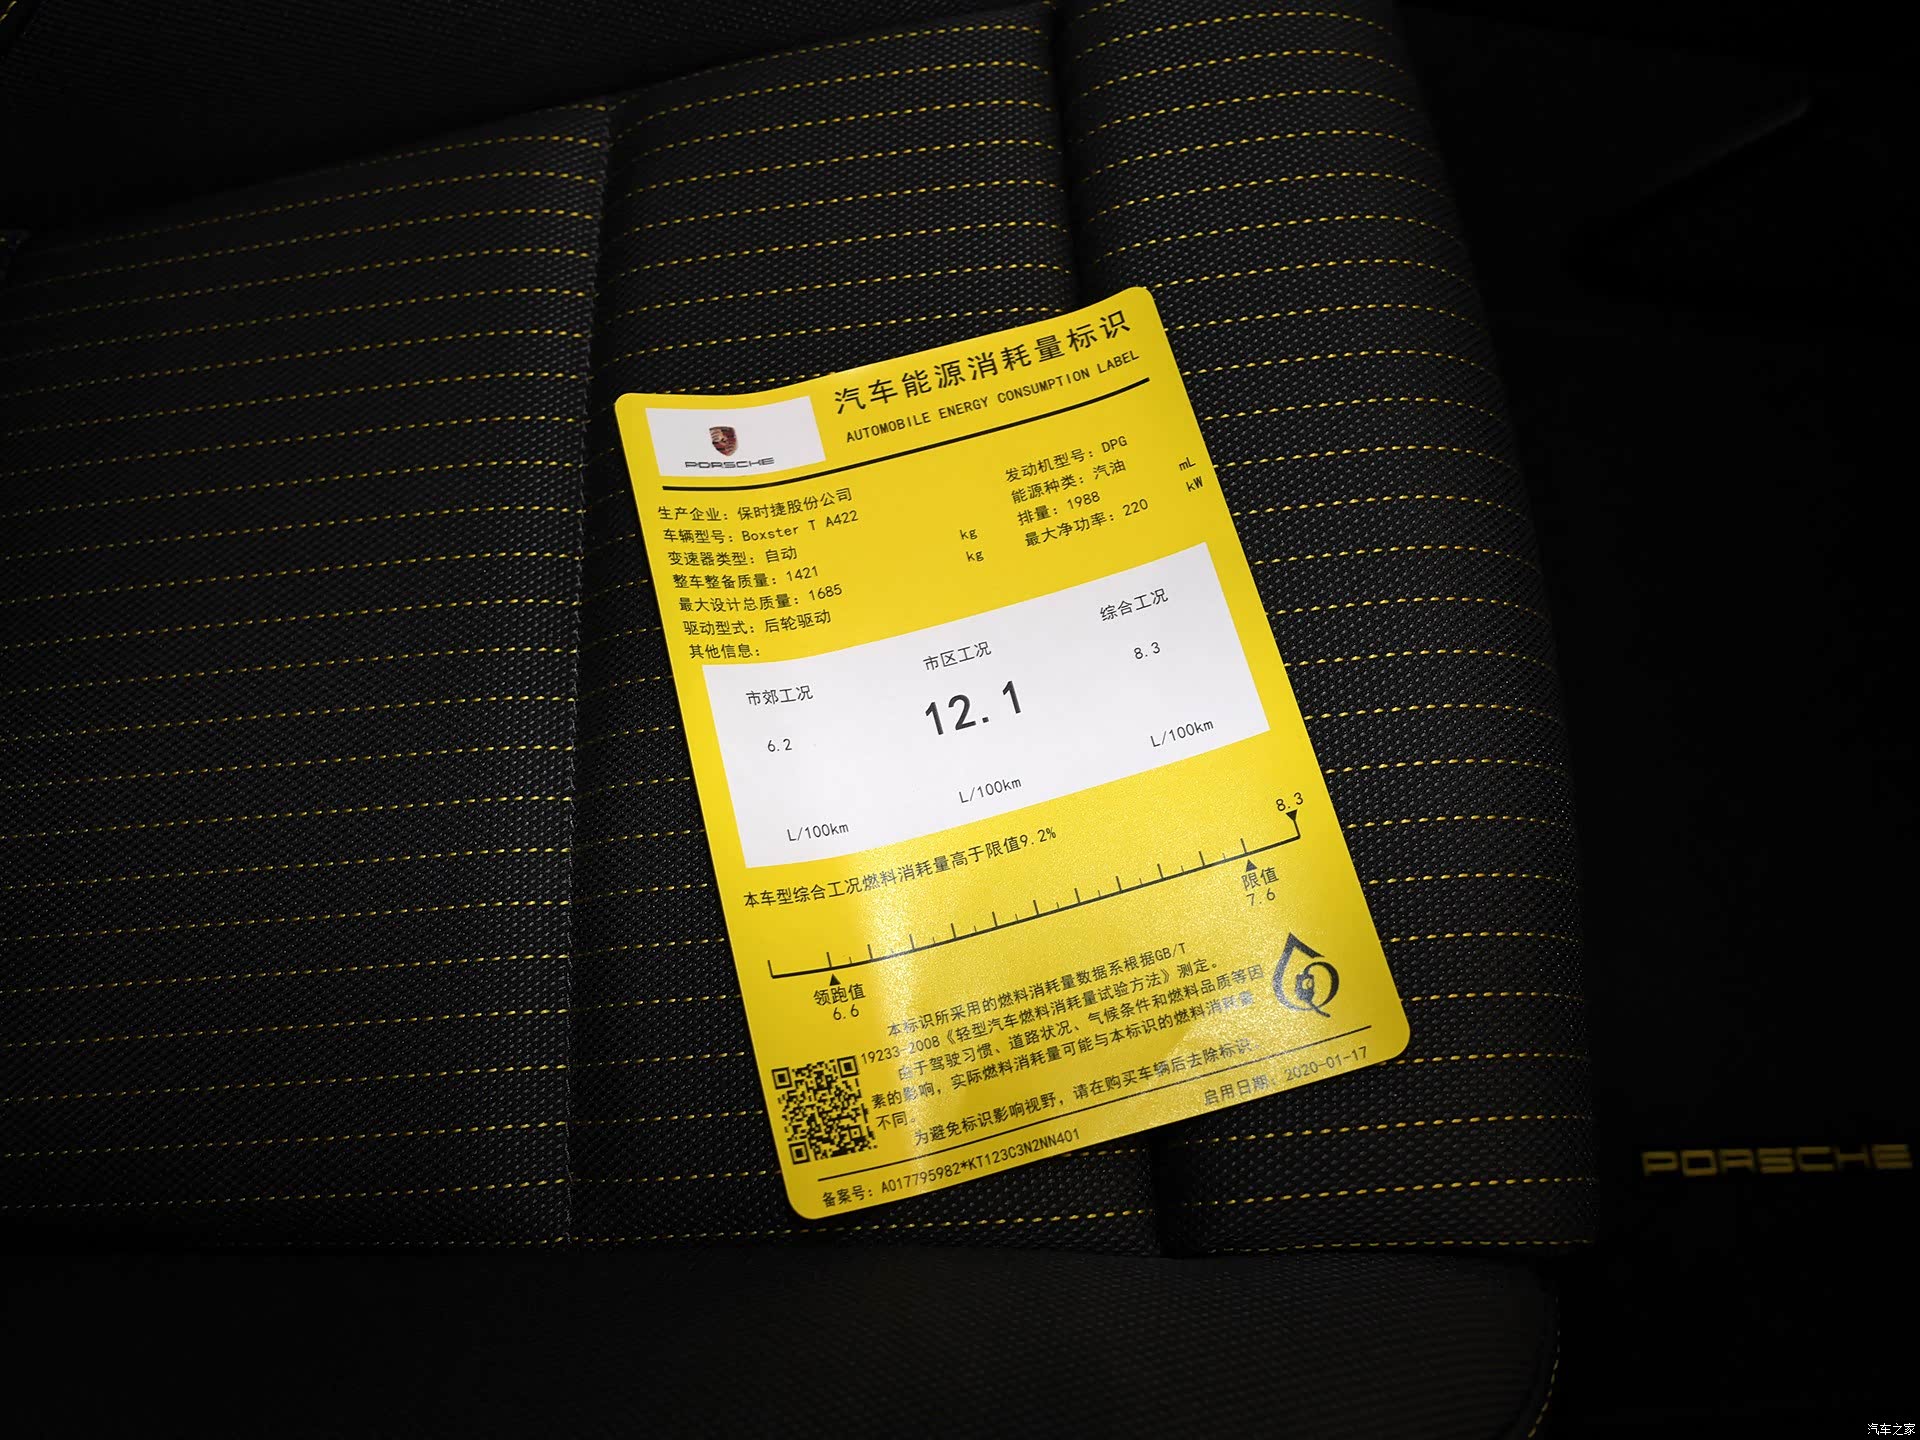 汽车能源消耗量标识
AUTOMOBILE ENERGY CONSUMPTION LABEL
PORSCHE
生产企业：保时捷股份公司
车辆型号：Boxster T A422
变速器类型：自动
整车整备质量：1421 kg
最大设计总质量：1685 kg
驱动型式：后轮驱动
其他信息：
发动机型号：DPG
能源种类：汽油
排量：1988 mL
最大净功率：220 kW
市郊工况
6.2
L/100km
市区工况
12.1
L/100km
综合工况
8.3
L/100km
本车型综合工况燃料消耗量高于限值9.2%
8.3
限值
7.6
领跑值
6.6
本标识所采用的燃料消耗量数据系根据GB/T
19233-2008《轻型汽车燃料消耗量试验方法》测定。
由于驾驶习惯、道路状况、气候条件和燃料品质等因
素的影响，实际燃料消耗量可能与本标识的燃料消耗量
不同。
为避免标识影响视野，请在购买车辆后去除标识
启用日期：2020-01-17
备案号：A017795982*KT123C3N2NN401
PORSCHE
汽车之家